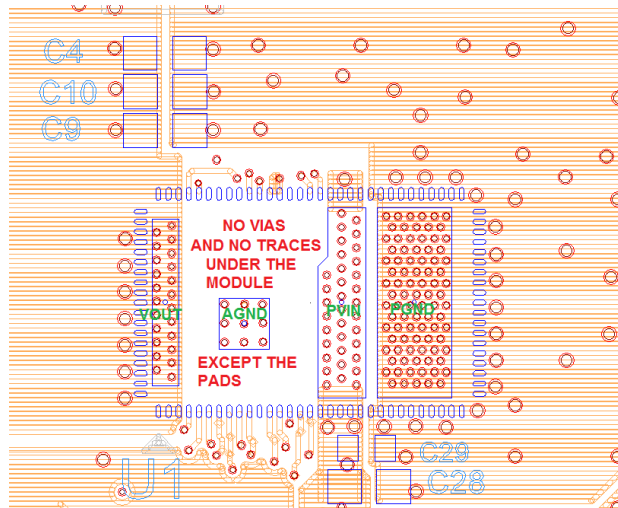 C4
C10
C9
NO VIAS
AND NO TRACES
UNDER THE
MODULE
VOUT
AGND
PVIN
PGND
EXCEPT THE
PADS
C29
U1
C28